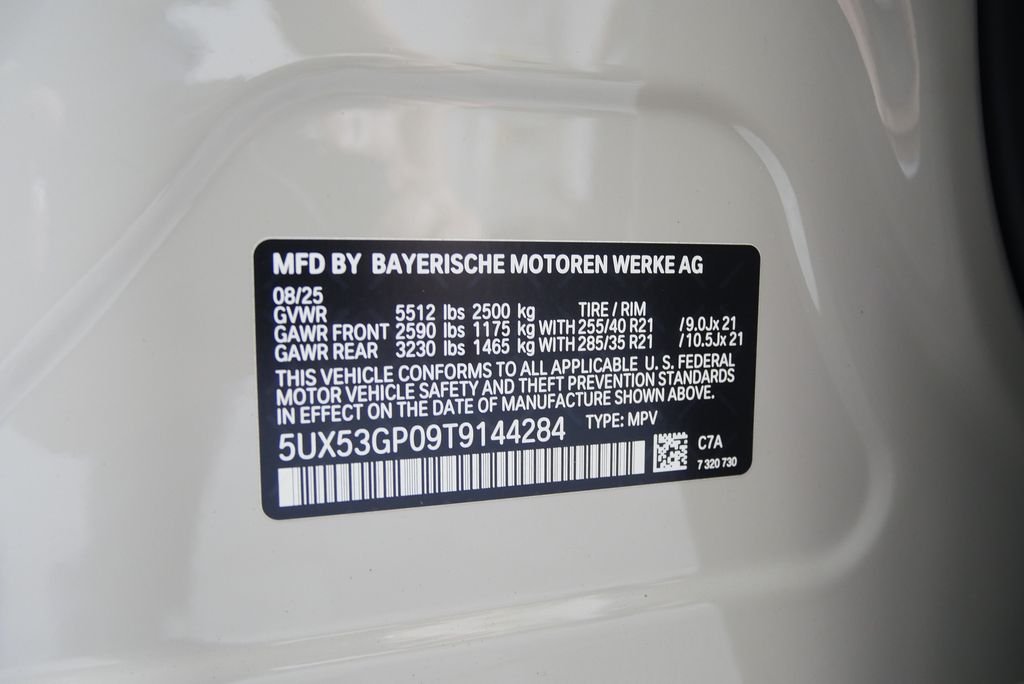 MFD BY BAYERISCHE MOTOREN WERKE AG
08/25
GVWR 5512 lbs 2500 kg TIRE / RIM
GAWR FRONT 2590 lbs 1175 kg WITH 255/40 R21 /9.0Jx 21
GAWR REAR 3230 lbs 1465 kg WITH 285/35 R21 /10.5Jx 21
THIS VEHICLE CONFORMS TO ALL APPLICABLE U. S. FEDERAL
MOTOR VEHICLE SAFETY AND THEFT PREVENTION STANDARDS
IN EFFECT ON THE DATE OF MANUFACTURE SHOWN ABOVE.
5UX53GP09T9144284 TYPE: MPV
C7A
7 320 730